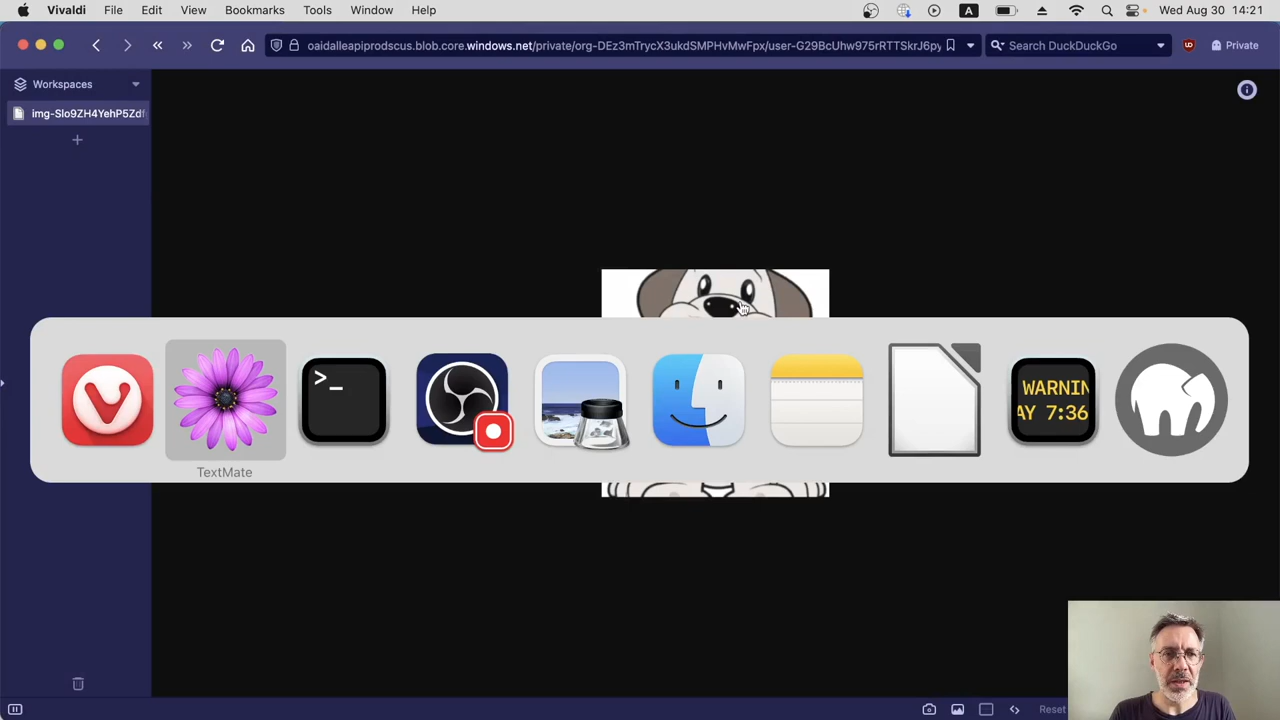 Vivaldi File Edit View Bookmarks Tools Window Help A Wed Aug 30 14:21
oaidalleapiprodscus.blob.core.windows.net/private/org-DEz3mTrycX3ukdSMPHvMwFpx/user-G29BcUhw975rRTTSkrJ6py Search DuckDuckGo Private
Workspaces
img-Slo9ZH4YehP5Zdf
>_
WARNIN
AY 7:36
TextMate
Reset